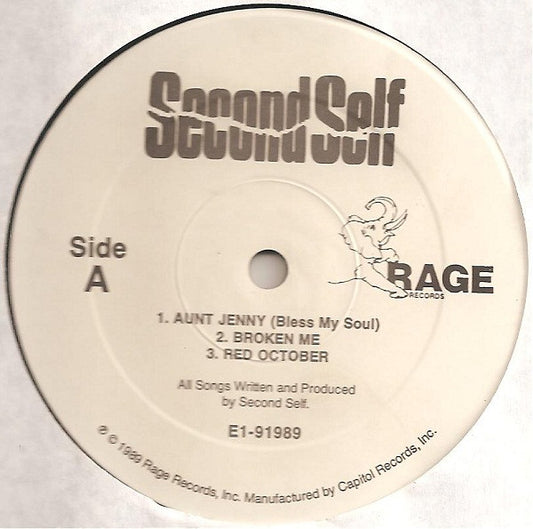 Second Self
Side
A
RAGE
RECORDS
1. AUNT JENNY (Bless My Soul)
2. BROKEN ME
3. RED OCTOBER
All Songs Written and Produced
by Second Self.
E1-91989
℗ © 1989 Rage Records, Inc. Manufactured by Capitol Records, Inc.